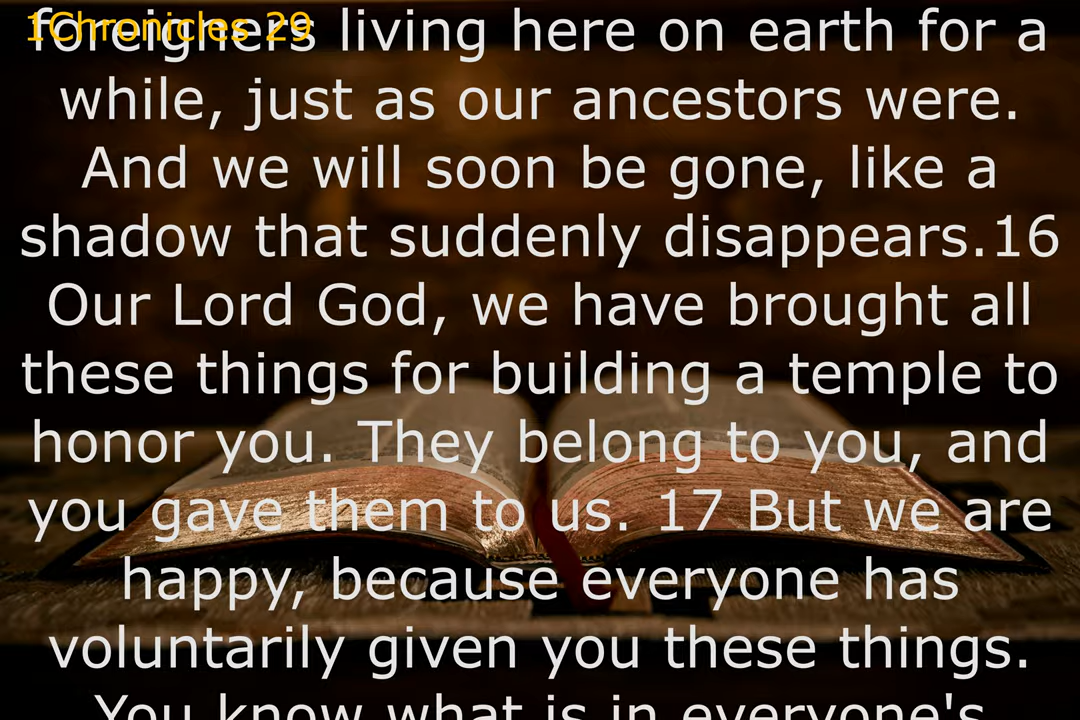 1Chronicles 29
foreigners living here on earth for a
while, just as our ancestors were.
And we will soon be gone, like a
shadow that suddenly disappears.16
Our Lord God, we have brought all
these things for building a temple to
honor you. They belong to you, and
you gave them to us. 17 But we are
happy, because everyone has
voluntarily given you these things.
You know what is in everyone's